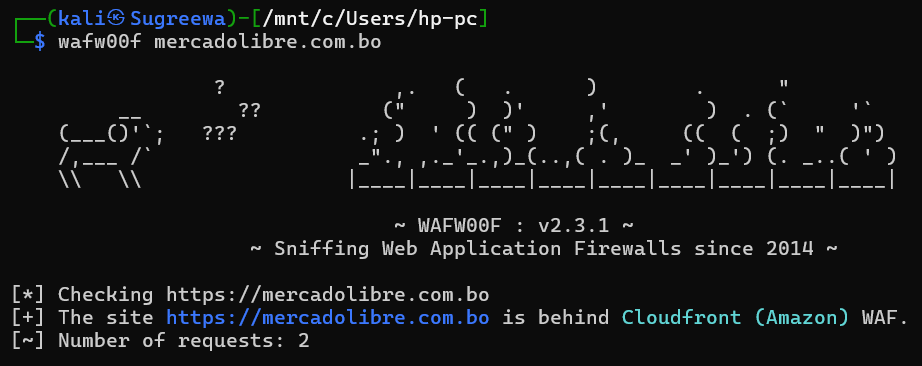 ┌──(kali㉿Sugreewa)-[/mnt/c/Users/hp-pc]
└─$ wafw00f mercadolibre.com.bo
                   ?              ,.   (   .      )        .      "
           __        ??          ("     )  )'     ,'        )  . (`     '`
     (___()'`;   ???            .; )  ' (( (" )    ;(,     ((  (  ;)  "  )")
     /,___ /`                   _"., ,._'_.,)_(..,( . )_  _' )_') (. _..( ' )
     \\   \\                   |____|____|____|____|____|____|____|____|____|
~ WAFW00F : v2.3.1 ~
~ Sniffing Web Application Firewalls since 2014 ~
[*] Checking https://mercadolibre.com.bo
[+] The site https://mercadolibre.com.bo is behind Cloudfront (Amazon) WAF.
[~] Number of requests: 2